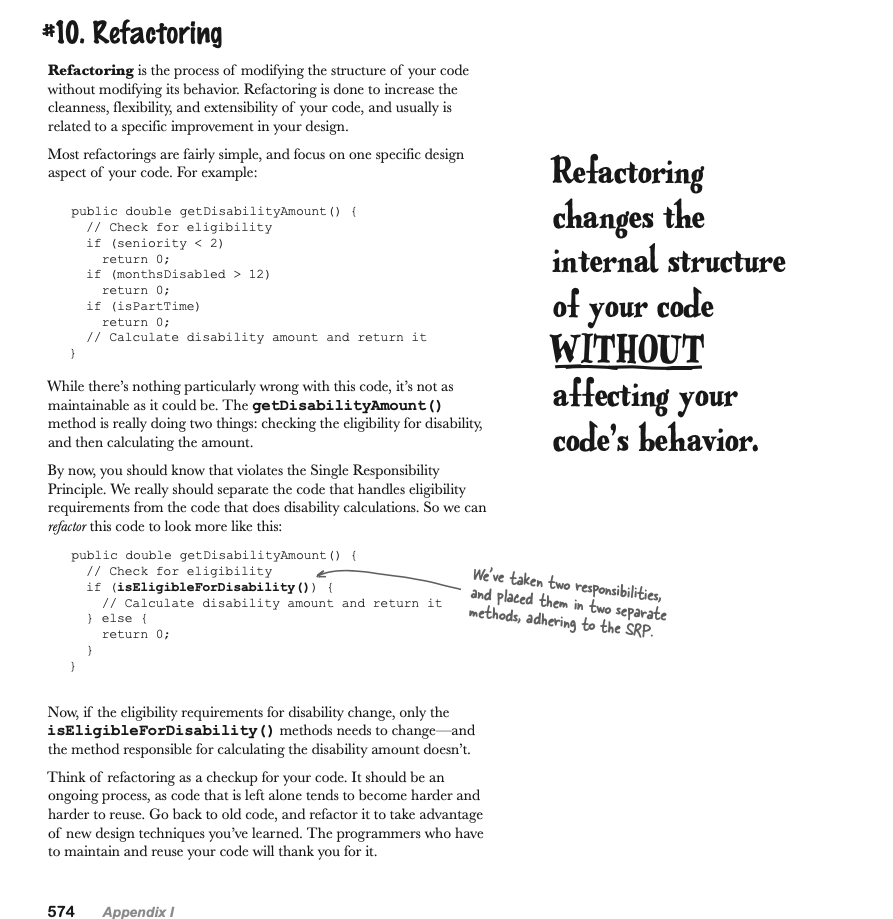 #10. Refactoring
Refactoring is the process of modifying the structure of your code
without modifying its behavior. Refactoring is done to increase the
cleanness, flexibility, and extensibility of your code, and usually is
related to a specific improvement in your design.
Most refactorings are fairly simple, and focus on one specific design
aspect of your code. For example:
public double getDisabilityAmount() {
// Check for eligibility
if (seniority < 2)
return 0;
if (monthsDisabled > 12)
return 0;
if (isPartTime)
return 0;
// Calculate disability amount and return it
}
While there's nothing particularly wrong with this code, it's not as
maintainable as it could be. The getDisabilityAmount()
method is really doing two things: checking the eligibility for disability,
and then calculating the amount.
By now, you should know that violates the Single Responsibility
Principle. We really should separate the code that handles eligibility
requirements from the code that does disability calculations. So we can
refactor this code to look more like this:
public double getDisabilityAmount() {
// Check for eligibility
if (isEligibleForDisability()) {
// Calculate disability amount and return it
} else {
return 0;
}
}
We've taken two responsibilities,
and placed them in two separate
methods, adhering to the SRP.
Now, if the eligibility requirements for disability change, only the
isEligibleForDisability() methods needs to change—and
the method responsible for calculating the disability amount doesn't.
Think of refactoring as a checkup for your code. It should be an
ongoing process, as code that is left alone tends to become harder and
harder to reuse. Go back to old code, and refactor it to take advantage
of new design techniques you've learned. The programmers who have
to maintain and reuse your code will thank you for it.
Refactoring
changes the
internal structure
of your code
WITHOUT
affecting your
code's behavior.
574 Appendix I